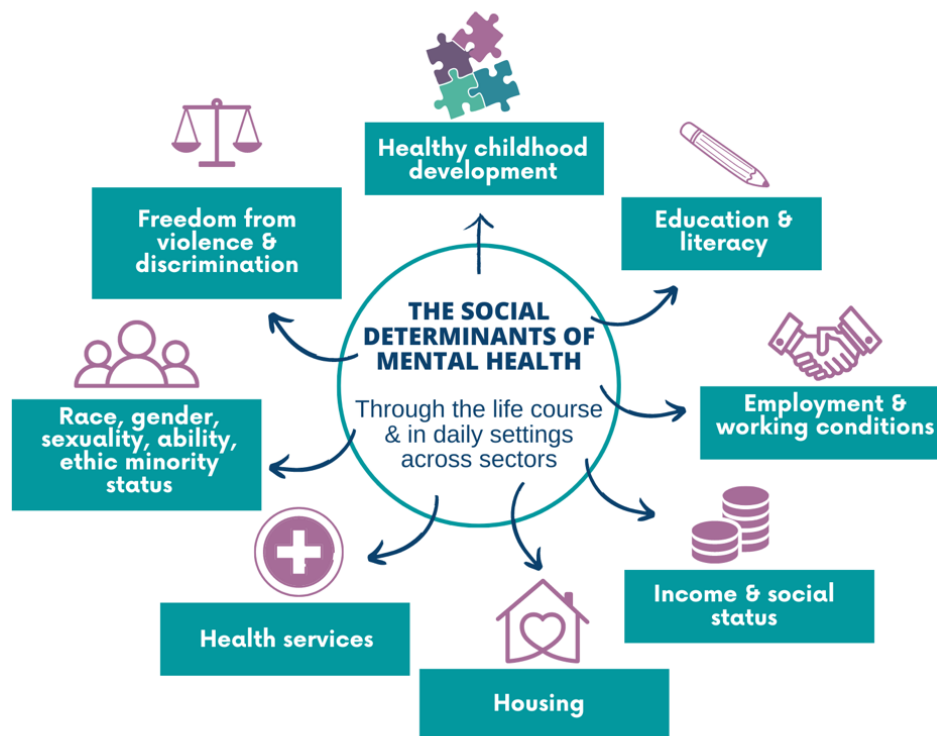 Healthy childhood
development
Education &
literacy
Employment &
working conditions
Income & social
status
Housing
Health services
Race, gender,
sexuality, ability,
ethic minority
status
Freedom from
violence &
discrimination
THE SOCIAL
DETERMINANTS OF
MENTAL HEALTH
Through the life course
& in daily settings
across sectors